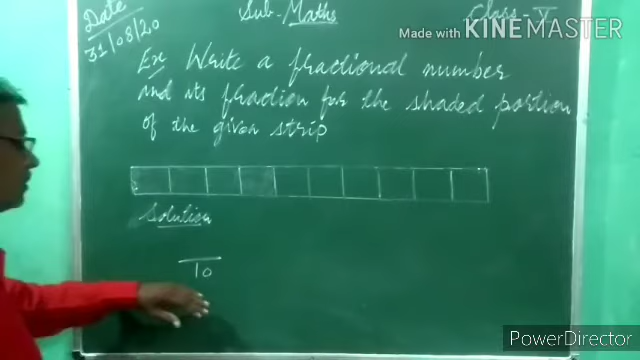 Date
31/08/20
Sub-Maths
Class-V
Made with KINEMASTER
Ex Write a fractional number
and its fraction for the shaded portion
of the given strip
Solution
10
PowerDirector